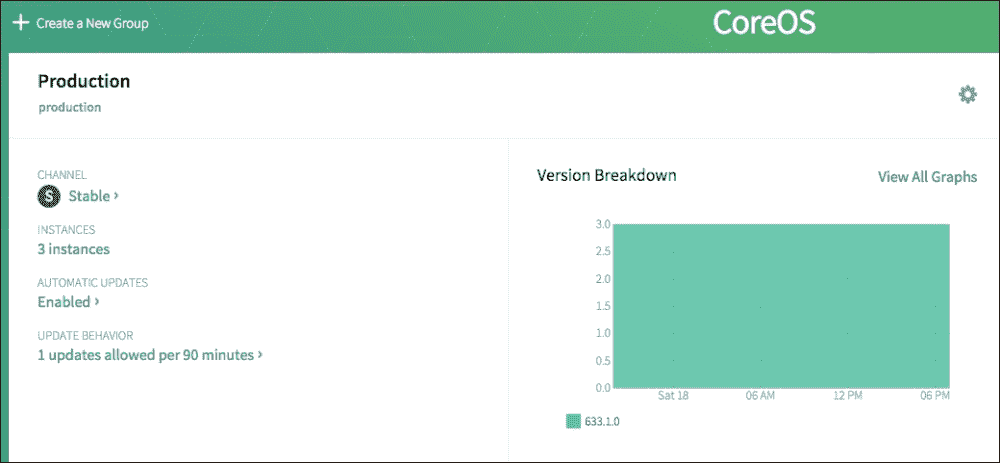 + Create a New Group
CoreOS
Production
production
CHANNEL
S Stable ›
INSTANCES
3 instances
AUTOMATIC UPDATES
Enabled ›
UPDATE BEHAVIOR
1 updates allowed per 90 minutes ›
Version Breakdown
View All Graphs
3.0
2.5
2.0
1.5
1.0
0.5
0.0
Sat 18 06 AM 12 PM 06 PM
633.1.0